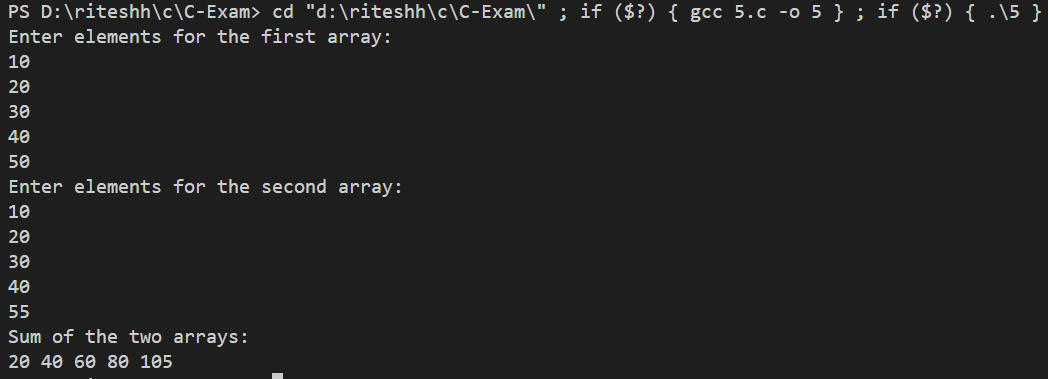 PS D:\riteshh\c\C-Exam> cd "d:\riteshh\c\C-Exam\" ; if ($?) { gcc 5.c -o 5 } ; if ($?) { .\5 }
Enter elements for the first array:
10
20
30
40
50
Enter elements for the second array:
10
20
30
40
55
Sum of the two arrays:
20 40 60 80 105